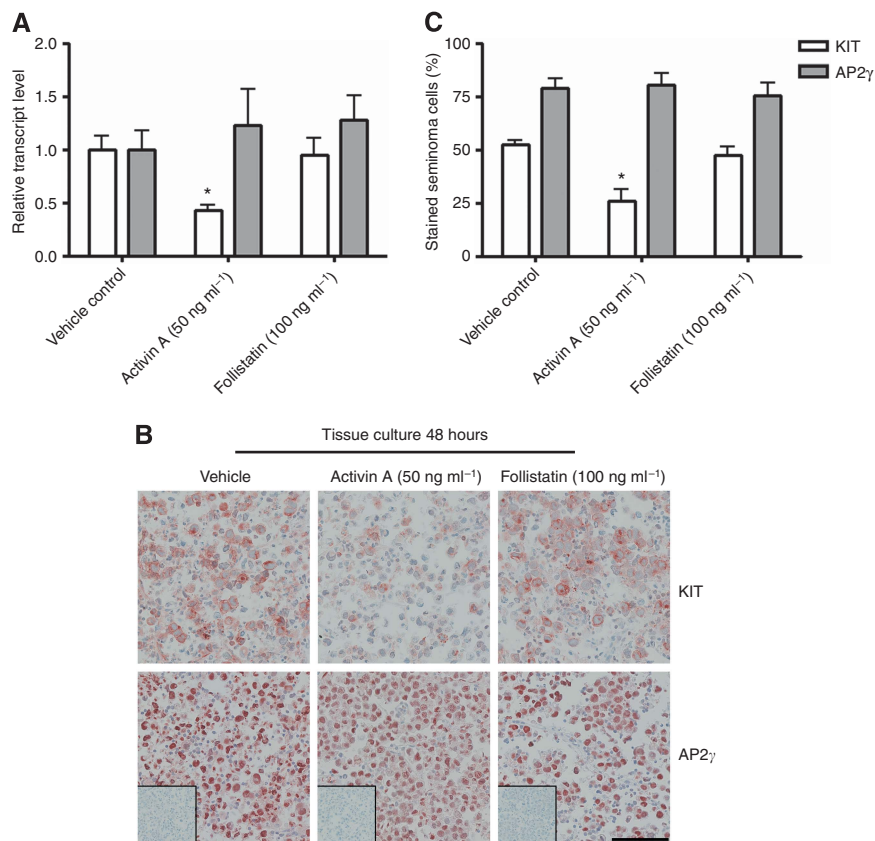 A
2.0
1.5
1.0
0.5
0.0
Relative transcript level
*
Vehicle control
Activin A (50 ng ml⁻¹)
Follistatin (100 ng ml⁻¹)
C
100
75
50
25
0
Stained seminoma cells (%)
*
Vehicle control
Activin A (50 ng ml⁻¹)
Follistatin (100 ng ml⁻¹)
KIT
AP2γ
B
Tissue culture 48 hours
Vehicle
Activin A (50 ng ml⁻¹)
Follistatin (100 ng ml⁻¹)
KIT
AP2γ